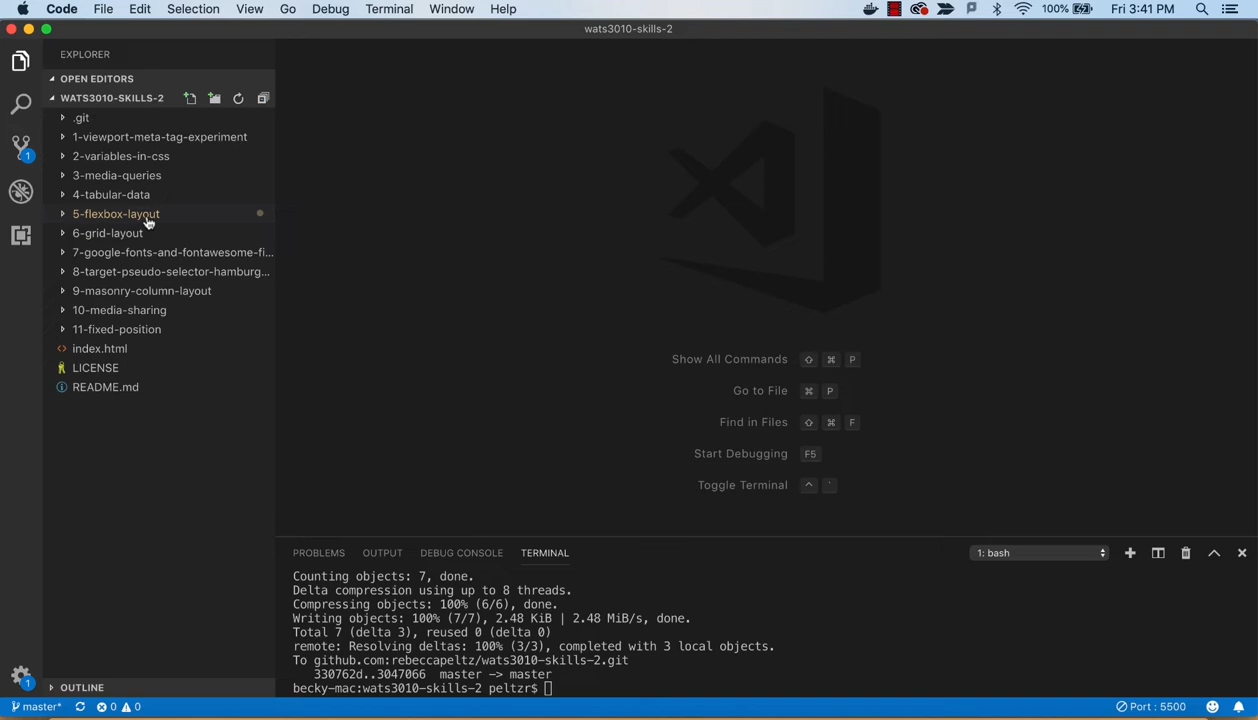 Code File Edit Selection View Go Debug Terminal Window Help 100% Fri 3:41 PM
wats3010-skills-2
EXPLORER
OPEN EDITORS
WATS3010-SKILLS-2
.git
1-viewport-meta-tag-experiment
2-variables-in-css
3-media-queries
4-tabular-data
5-flexbox-layout
6-grid-layout
7-google-fonts-and-fontawesome-fi...
8-target-pseudo-selector-hamburg...
9-masonry-column-layout
10-media-sharing
11-fixed-position
index.html
LICENSE
README.md
1
Show All Commands ⇧ ⌘ P
Go to File ⌘ P
Find in Files ⇧ ⌘ F
Start Debugging F5
Toggle Terminal ^ `
PROBLEMS OUTPUT DEBUG CONSOLE TERMINAL 1: bash
Counting objects: 7, done.
Delta compression using up to 8 threads.
Compressing objects: 100% (6/6), done.
Writing objects: 100% (7/7), 2.48 KiB | 2.48 MiB/s, done.
Total 7 (delta 3), reused 0 (delta 0)
remote: Resolving deltas: 100% (3/3), completed with 3 local objects.
To github.com:rebeccapeltz/wats3010-skills-2.git
330762d..3047066 master -> master
becky-mac:wats3010-skills-2 peltzr$
1
OUTLINE
master* 0 0 Port : 5500